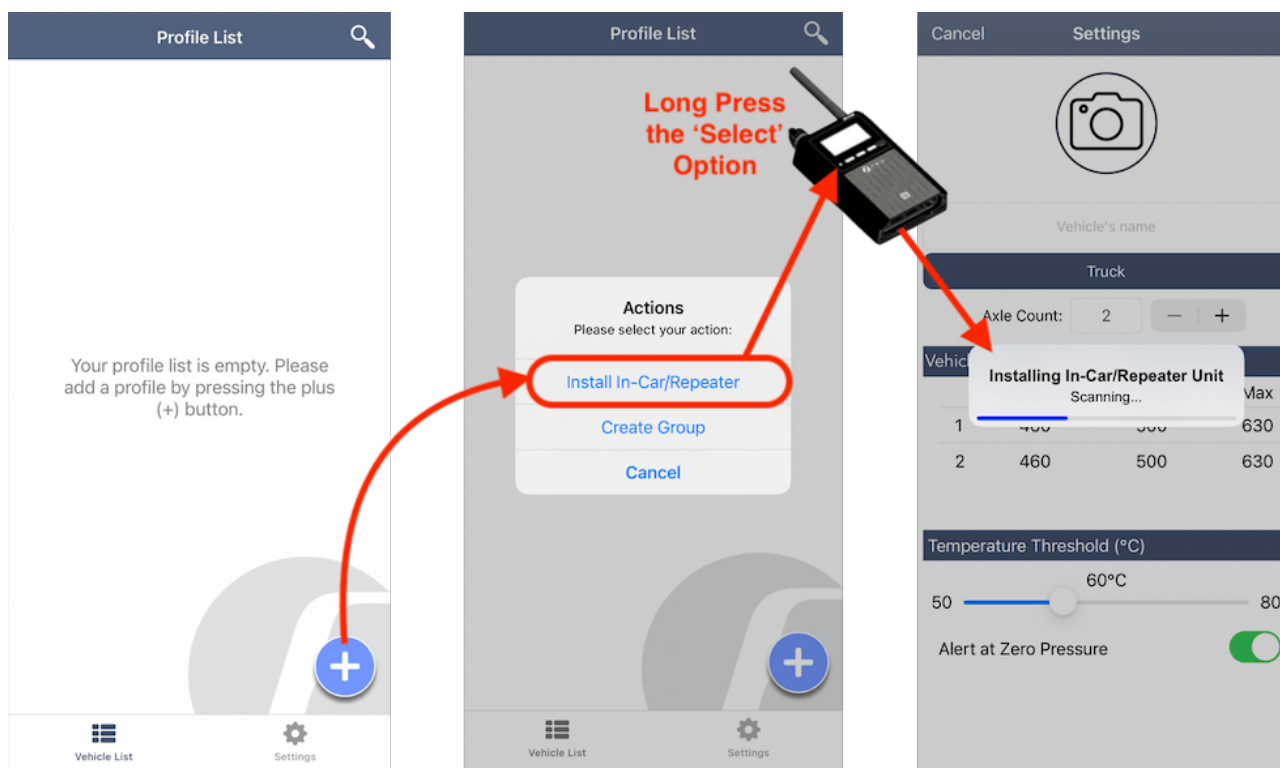 Profile List
Your profile list is empty. Please
add a profile by pressing the plus
(+) button.
Vehicle List
Settings
Profile List
Long Press
the ‘Select’
Option
Actions
Please select your action:
Install In-Car/Repeater
Create Group
Cancel
Vehicle List
Settings
Cancel Settings
Vehicle's name
Truck
Axle Count: 2 − +
Vehic
Installing In-Car/Repeater Unit
Scanning...
Max
1 630
2 460 500 630
Temperature Threshold (°C)
60°C
50 80
Alert at Zero Pressure